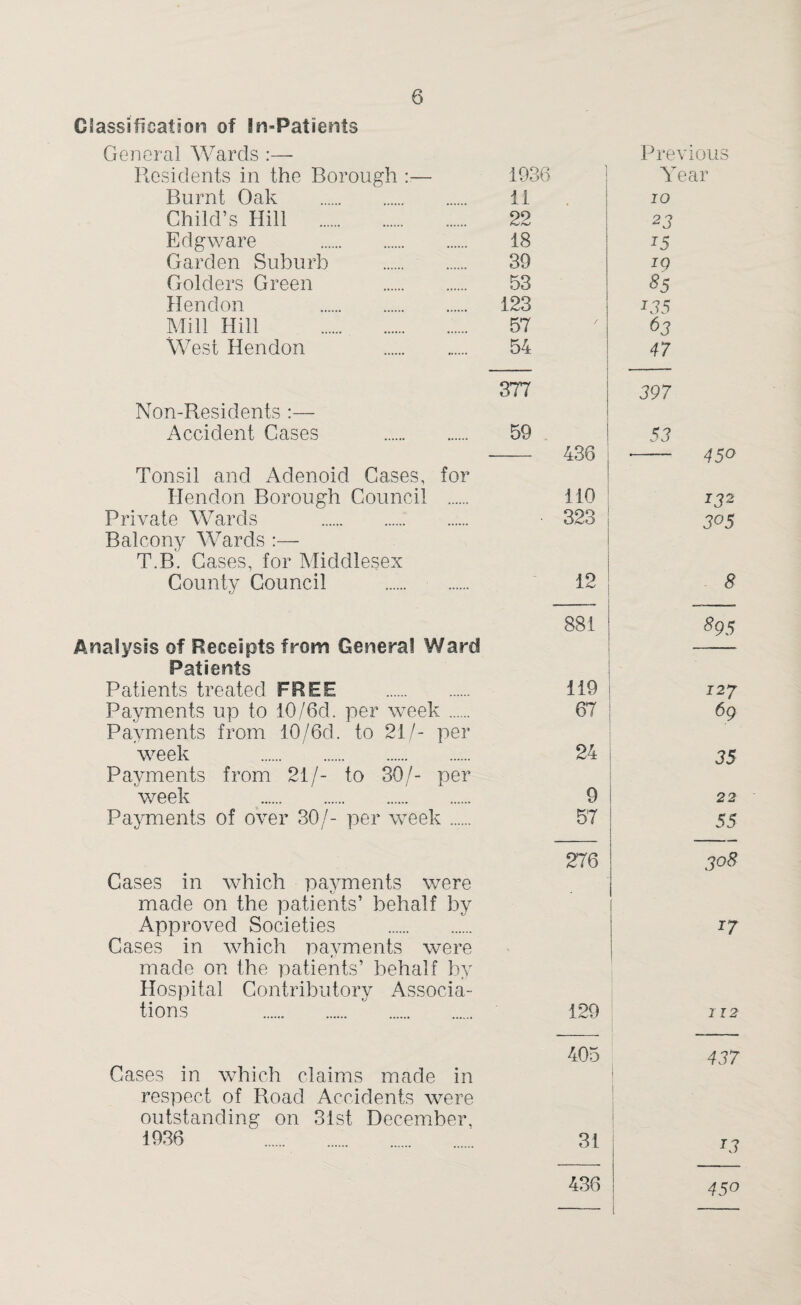 6
Classification of In-Patients
General Wards :— Previous
Residents in the Borough :— 1936 Year
Burnt Oak ...... ...... ...... 11 10
Child's Hill ...... ...... ...... 22 23
Edgware ...... ...... ...... 18 15
Garden Suburb ...... ...... 39 19
Golders Green ...... ...... 53 85
Hendon ...... ...... ...... 123 135
Mill Hill ...... ...... ...... 57 63
West Hendon ...... ...... 54 47
377 397
Non-Residents :—
Accident Cases ...... ...... 59 53
436 450
Tonsil and Adenoid Cases, for
Hendon Borough Council ...... 110 132
Private Wards ...... ...... ...... 323 305
Balcony Wards :—
T.B. Cases, for Middlesex
County Council ...... ...... 12 8
881 895
Analysis of Receipts from General Ward
Patients
Patients treated FREE ...... ...... 119 127
Payments up to 10/6d. per week ...... 67 69
Payments from 10/6d. to 21/- per
week ...... ...... ...... ...... 24 35
Payments from 21/- to 30/- per
week ...... ...... ...... ...... 9 22
Payments of over 30/- per week ...... 57 55
276 308
Cases in which payments were
made on the patients' behalf by
Approved Societies ...... ...... 17
Cases in which payments were
made on the patients' behalf by
Hospital Contributory Associa-
tions ...... ...... ...... ...... 129 112
405 437
Cases in which claims made in
respect of Road Accidents were
outstanding on 31st December,
1936 ...... ...... ...... ...... 31 13
436 450